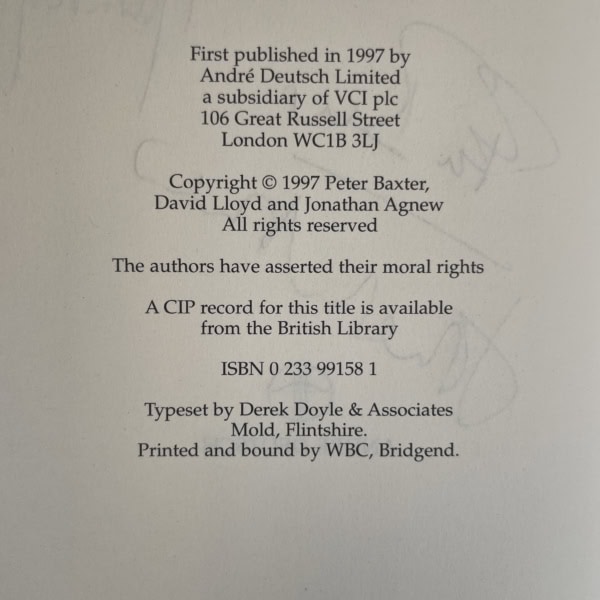 First published in 1997 by
André Deutsch Limited
a subsidiary of VCI plc
106 Great Russell Street
London WC1B 3LJ
Copyright © 1997 Peter Baxter,
David Lloyd and Jonathan Agnew
All rights reserved
The authors have asserted their moral rights
A CIP record for this title is available
from the British Library
ISBN 0 233 99158 1
Typeset by Derek Doyle & Associates
Mold, Flintshire.
Printed and bound by WBC, Bridgend.